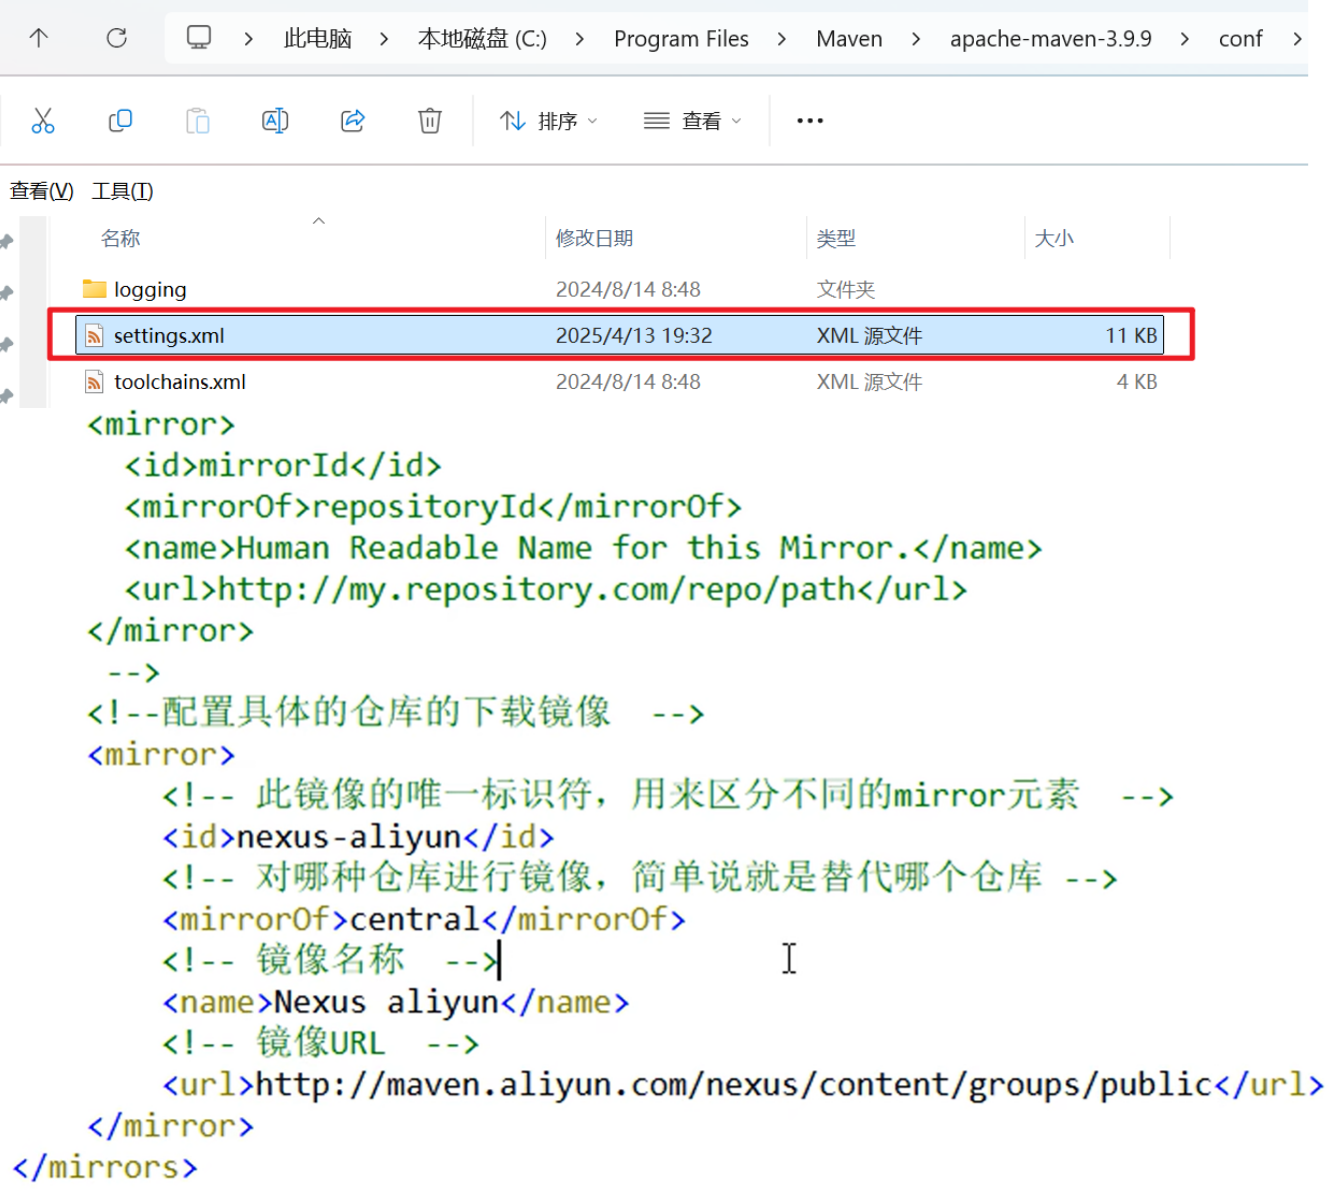 此电脑 > 本地磁盘 (C:) > Program Files > Maven > apache-maven-3.9.9 > conf >
排序 查看 •••
查看(V) 工具(T)
名称 修改日期 类型 大小
logging 2024/8/14 8:48 文件夹
settings.xml 2025/4/13 19:32 XML 源文件 11 KB
toolchains.xml 2024/8/14 8:48 XML 源文件 4 KB
<mirror>
<id>mirrorId</id>
<mirrorOf>repositoryId</mirrorOf>
<name>Human Readable Name for this Mirror.</name>
<url>http://my.repository.com/repo/path</url>
</mirror>
-->
<!--配置具体的仓库的下载镜像 -->
<mirror>
<!-- 此镜像的唯一标识符，用来区分不同的mirror元素 -->
<id>nexus-aliyun</id>
<!-- 对哪种仓库进行镜像，简单说就是替代哪个仓库 -->
<mirrorOf>central</mirrorOf>
<!-- 镜像名称 -->
<name>Nexus aliyun</name>
<!-- 镜像URL -->
<url>http://maven.aliyun.com/nexus/content/groups/public</url>
</mirror>
</mirrors>